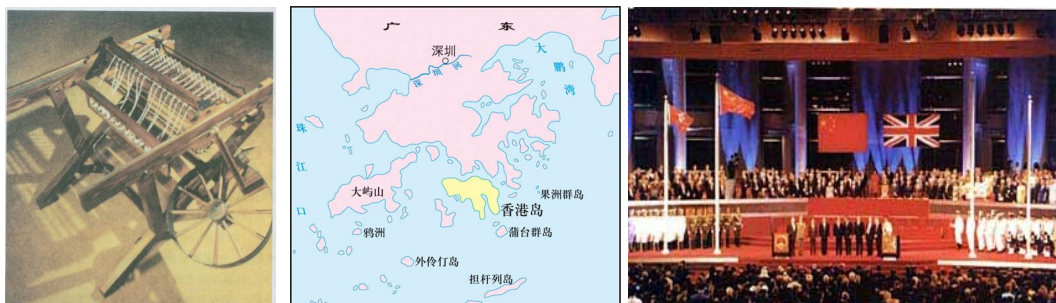 广 东
深圳
深圳河
大鹏湾
珠江口
大屿山
香港岛
果洲群岛
鸦洲
蒲台群岛
外伶仃岛
担杆列岛